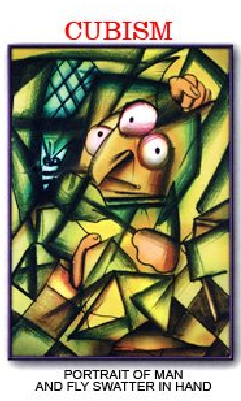 CUBISM
PORTRAIT OF MAN
AND FLY SWATTER IN HAND